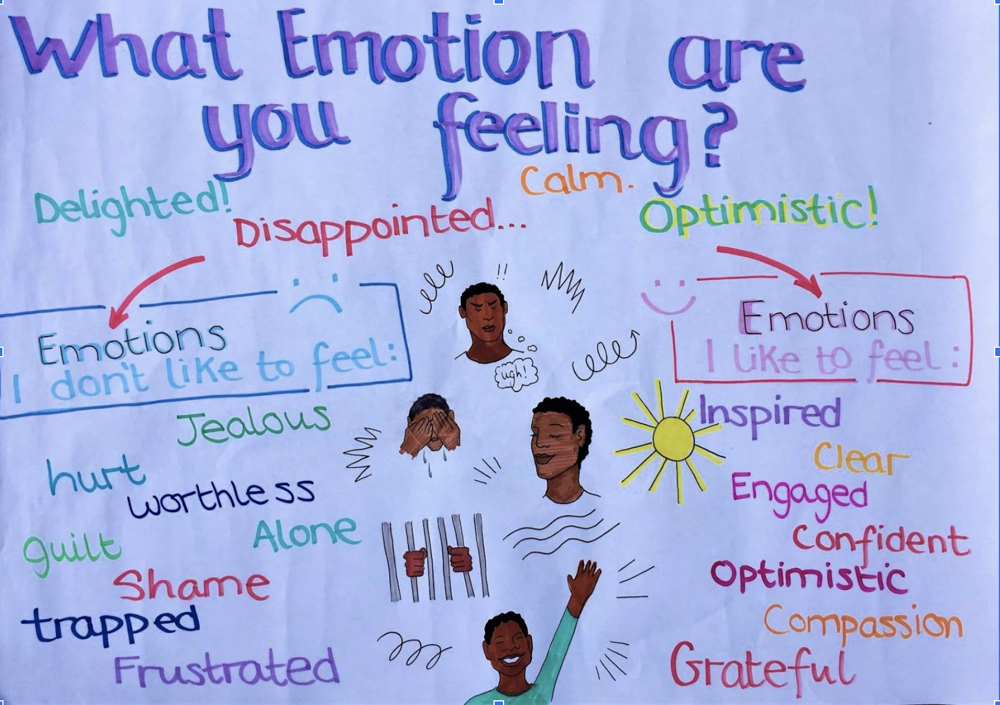 What Emotion are
you feeling?
Calm.
Delighted!
Disappointed...
Optimistic!
!!
Emotions
I don't like to feel:
Emotions
I like to feel:
ugh!
Jealous
hurt
worthless
Alone
guilt
Shame
trapped
Frustrated
Inspired
Clear
Engaged
Confident
Optimistic
Compassion
Grateful